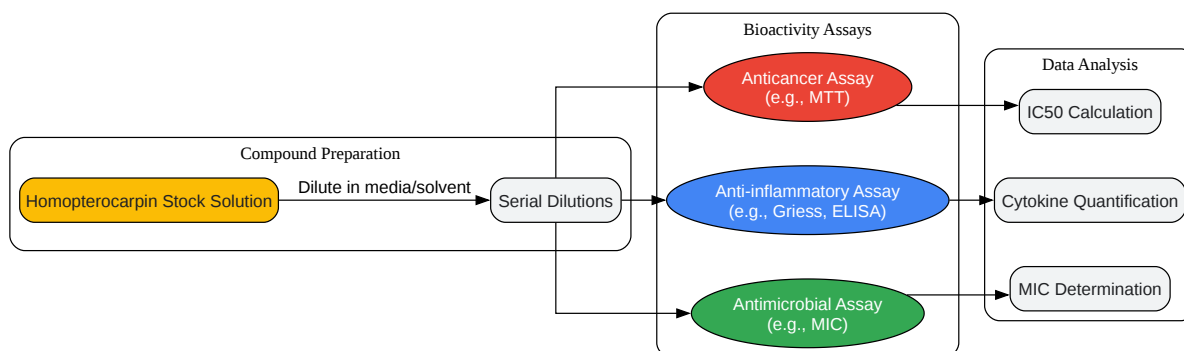 Compound Preparation
Homopterocarpin Stock Solution
Dilute in media/solvent
Serial Dilutions
Bioactivity Assays
Anticancer Assay
(e.g., MTT)
Anti-inflammatory Assay
(e.g., Griess, ELISA)
Antimicrobial Assay
(e.g., MIC)
Data Analysis
IC50 Calculation
Cytokine Quantification
MIC Determination